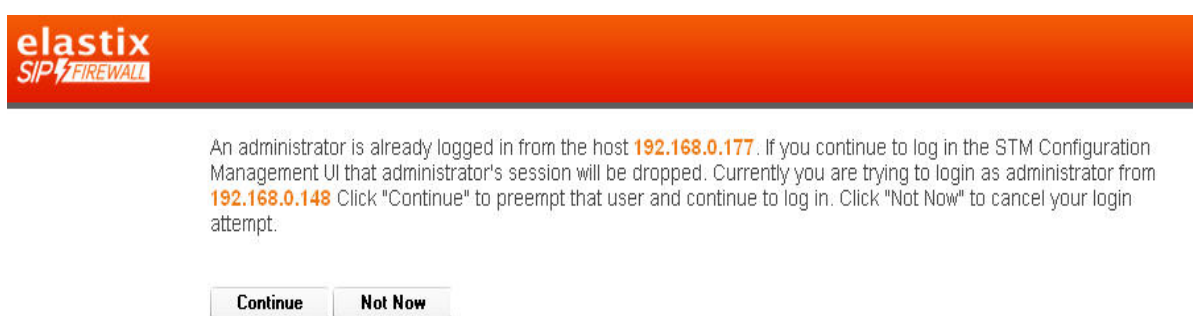 elastix
SIP FIREWALL
An administrator is already logged in from the host 192.168.0.177. If you continue to log in the STM Configuration
Management UI that administrator's session will be dropped. Currently you are trying to login as administrator from
192.168.0.148 Click "Continue" to preempt that user and continue to log in. Click "Not Now" to cancel your login
attempt.
Continue Not Now